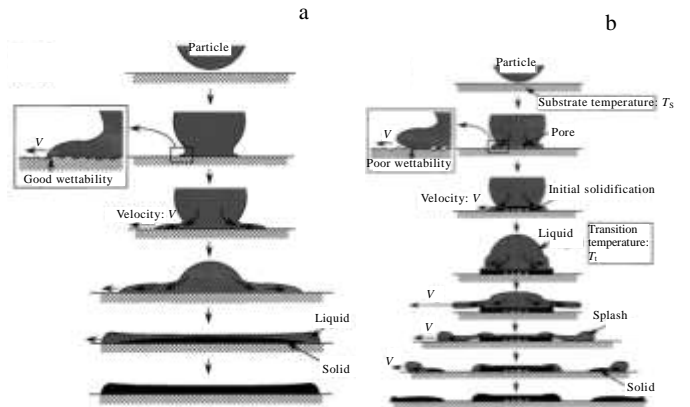 a
Particle
V
Good wettability
Velocity: V
Liquid
Solid
b
Particle
Substrate temperature: Ts
V
Pore
Poor wettability
Initial solidification
Velocity: V
Liquid
Transition
temperature:
Tt
V
Splash
V
V
Solid